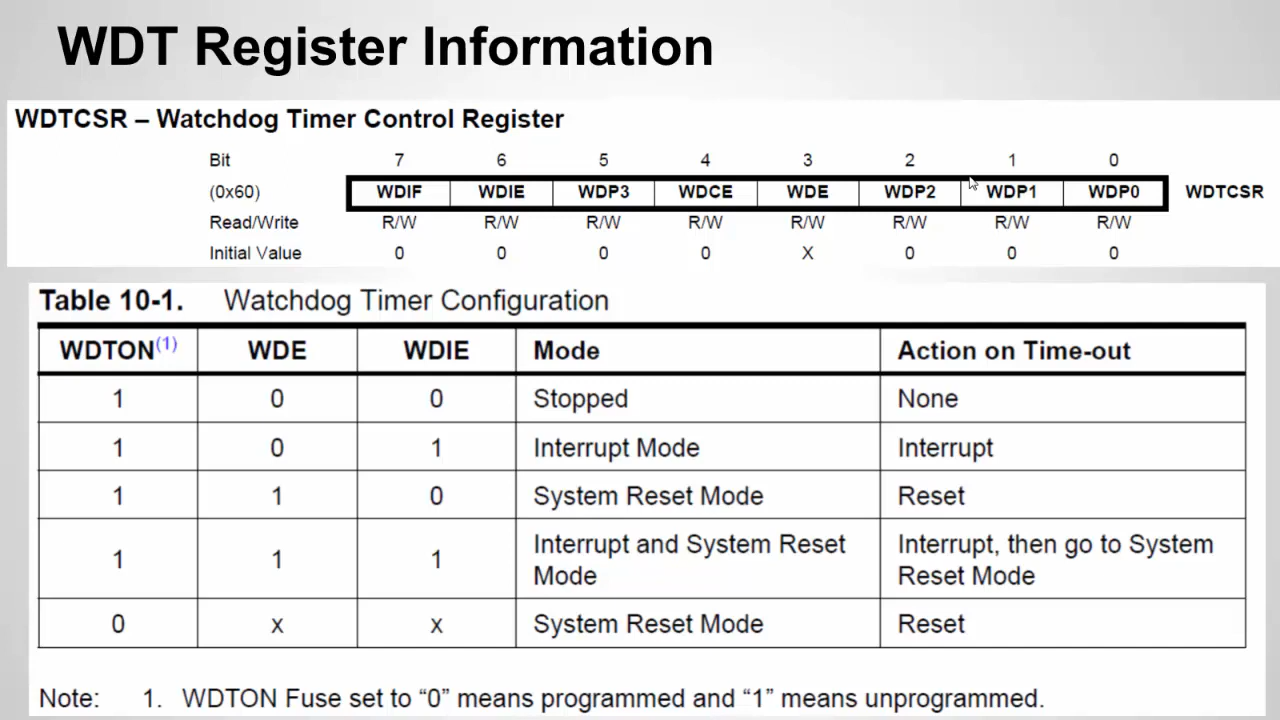 WDT Register Information
WDTCSR – Watchdog Timer Control Register
Bit 7 6 5 4 3 2 1 0
(0x60) WDIF WDIE WDP3 WDCE WDE WDP2 WDP1 WDP0 WDTCSR
Read/Write R/W R/W R/W R/W R/W R/W R/W R/W
Initial Value 0 0 0 0 X 0 0 0
Table 10-1. Watchdog Timer Configuration
WDTON(1) WDE WDIE Mode Action on Time-out
1 0 0 Stopped None
1 0 1 Interrupt Mode Interrupt
1 1 0 System Reset Mode Reset
1 1 1 Interrupt and System Reset Mode Interrupt, then go to System Reset Mode
0 x x System Reset Mode Reset
Note: 1. WDTON Fuse set to “0” means programmed and “1” means unprogrammed.